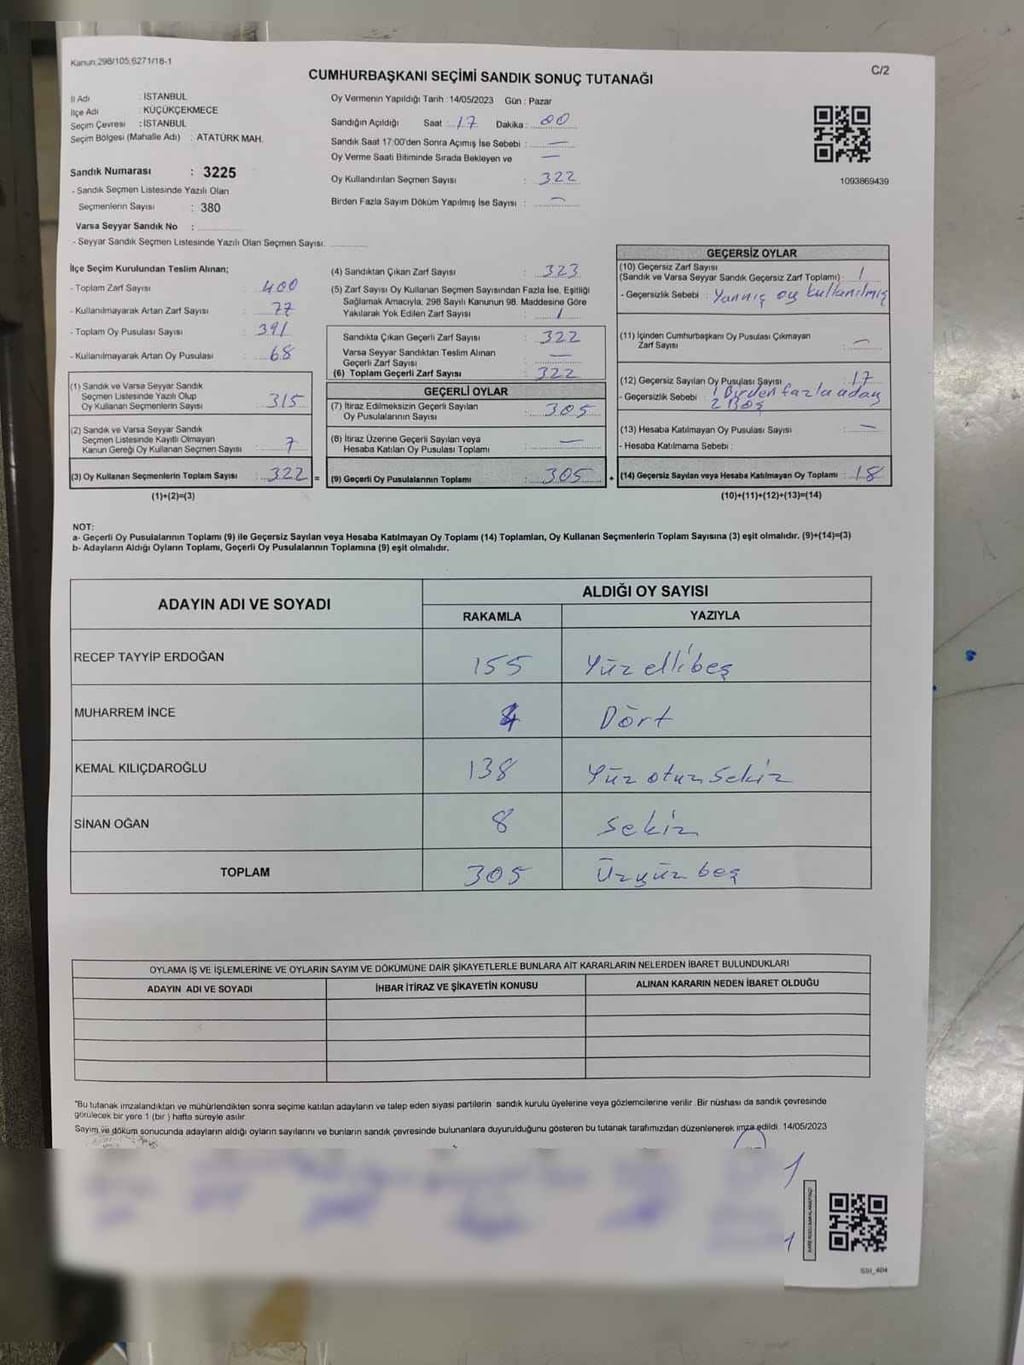 Kanun:298/105,6271/18-1
C/2
CUMHURBAŞKANI SEÇİMİ SANDIK SONUÇ TUTANAĞI
İl Adı : İSTANBUL
İlçe Adı : KÜÇÜKÇEKMECE
Seçim Çevresi : İSTANBUL
Seçim Bölgesi (Mahalle Adı) : ATATÜRK MAH.
Sandık Numarası : 3225
- Sandık Seçmen Listesinde Yazılı Olan
Seçmenlerin Sayısı : 380
Varsa Seyyar Sandık No :
- Seyyar Sandık Seçmen Listesinde Yazılı Olan Seçmen Sayısı:
Oy Vermenin Yapıldığı Tarih :14/05/2023 Gün : Pazar
Sandığın Açıldığı Saat : 17 Dakika : 00
Sandık Saat 17:00'den Sonra Açımış İse Sebebi : —
Oy Verme Saati Bitiminde Sırada Bekleyen ve —
Oy Kullandırılan Seçmen Sayısı : 322
Birden Fazla Sayım Döküm Yapılmış İse Sayısı : —
1093869439
İlçe Seçim Kurulundan Teslim Alınan;
- Toplam Zarf Sayısı : 400
- Kullanılmayarak Artan Zarf Sayısı : 77
- Toplam Oy Pusulası Sayısı : 391
- Kullanılmayarak Artan Oy Pusulası : 68
(1) Sandık ve Varsa Seyyar Sandık
Seçmen Listesinde Yazılı Olup
Oy Kullanan Seçmenlerin Sayısı : 315
(2) Sandık ve Varsa Seyyar Sandık
Seçmen Listesinde Kayıtlı Olmayan
Kanun Gereği Oy Kullanan Seçmen Sayısı : 7
(3) Oy Kullanan Seçmenlerin Toplam Sayısı : 322 =
(1)+(2)=(3)
(4) Sandıktan Çıkan Zarf Sayısı : 323
(5) Zarf Sayısı Oy Kullanan Seçmen Sayısından Fazla İse, Eşitliği
Sağlamak Amacıyla, 298 Sayılı Kanunun 98. Maddesine Göre
Yakılarak Yok Edilen Zarf Sayısı : 1
Sandıkta Çıkan Geçerli Zarf Sayısı : 322
Varsa Seyyar Sandıktan Teslim Alınan
Geçerli Zarf Sayısı : —
(6) Toplam Geçerli Zarf Sayısı : 322
GEÇERLİ OYLAR
(7) İtiraz Edilmeksizin Geçerli Sayılan
Oy Pusulalarının Sayısı : 305
(8) İtiraz Üzerine Geçerli Sayılan veya
Hesaba Katılan Oy Pusulası Toplamı : —
(9) Geçerli Oy Pusulalarının Toplamı : 305 +
GEÇERSİZ OYLAR
(10) Geçersiz Zarf Sayısı
(Sandık ve Varsa Seyyar Sandık Geçersiz Zarf Toplamı) : 1
- Geçersizlik Sebebi : Yannış oy kullanılmış
(11) İçinden Cumhurbaşkanı Oy Pusulası Çıkmayan
Zarf Sayısı : —
(12) Geçersiz Sayılan Oy Pusulası Sayısı : 17
- Geçersizlik Sebebi : 1 Birden fazla aday
2 Boş
(13) Hesaba Katılmayan Oy Pusulası Sayısı : —
- Hesaba Katılmama Sebebi :
(14) Geçersiz Sayılan veya Hesaba Katılmayan Oy Toplamı : 18
(10)+(11)+(12)+(13)=(14)
NOT:
a- Geçerli Oy Pusulalarının Toplamı (9) ile Geçersiz Sayılan veya Hesaba Katılmayan Oy Toplamı (14) Toplamları, Oy Kullanan Seçmenlerin Toplam Sayısına (3) eşit olmalıdır. (9)+(14)=(3)
b- Adayların Aldığı Oyların Toplamı, Geçerli Oy Pusulalarının Toplamına (9) eşit olmalıdır.
ADAYIN ADI VE SOYADI
ALDIĞI OY SAYISI
RAKAMLA YAZIYLA
RECEP TAYYİP ERDOĞAN 155 Yüz ellibeş
MUHARREM İNCE 4 Dört
KEMAL KILIÇDAROĞLU 138 Yüz otuz Sekiz
SİNAN OĞAN 8 Sekiz
TOPLAM 305 Üzyüz beş
OYLAMA İŞ VE İŞLEMLERİNE VE OYLARIN SAYIM VE DÖKÜMÜNE DAİR ŞİKAYETLERLE BUNLARA AİT KARARLARIN NELERDEN İBARET BULUNDUKLARI
ADAYIN ADI VE SOYADI İHBAR İTİRAZ VE ŞİKAYETİN KONUSU ALINAN KARARIN NEDEN İBARET OLDUĞU
"Bu tutanak imzalandıktan ve mühürlendikten sonra seçime katılan adayların ve talep eden siyasi partilerin sandık kurulu üyelerine veya gözlemcilerine verilir. Bir nüshası da sandık çevresinde
görülecek bir yere 1 (bir ) hafta süreyle asılır.
Sayım ve döküm sonucunda adayların aldığı oyların sayılarını ve bunların sandık çevresinde bulunanlara duyurulduğunu gösteren bu tutanak tarafımızdan düzenlenerek imza edildi. 14/05/2023